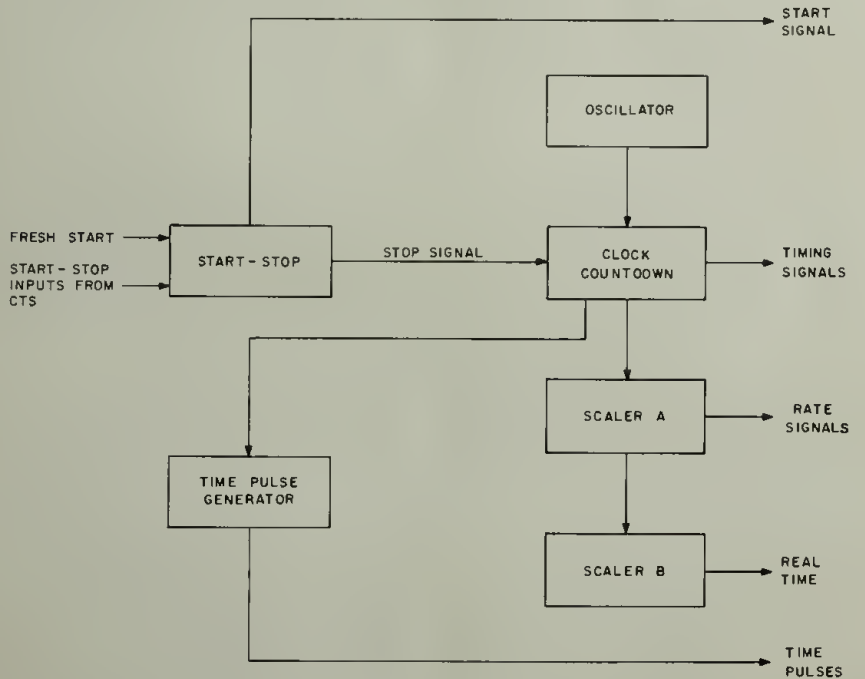 START
SIGNAL
OSCILLATOR
FRESH START
START-STOP
INPUTS FROM
CTS
START-STOP
STOP SIGNAL
CLOCK
COUNTDOWN
TIMING
SIGNALS
SCALER A
RATE
SIGNALS
TIME PULSE
GENERATOR
SCALER B
REAL
TIME
TIME
PULSES